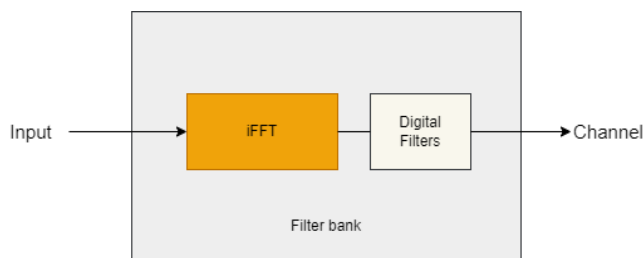 Input
iFFT
Digital
Filters
Channel
Filter bank